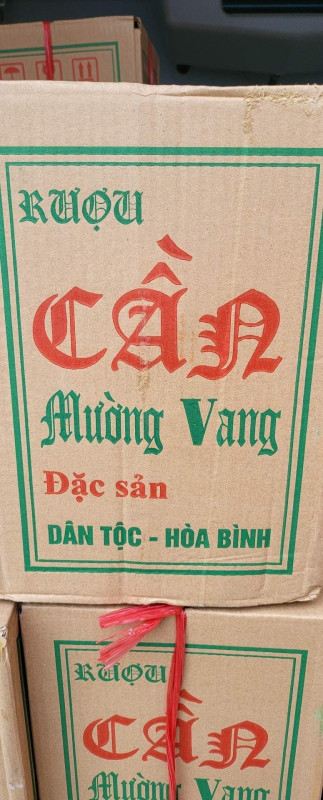 RƯỢU
CẦN
Mường Vang
Đặc sản
DÂN TỘC - HÒA BÌNH
RƯỢU
CẦN
Mường Vang